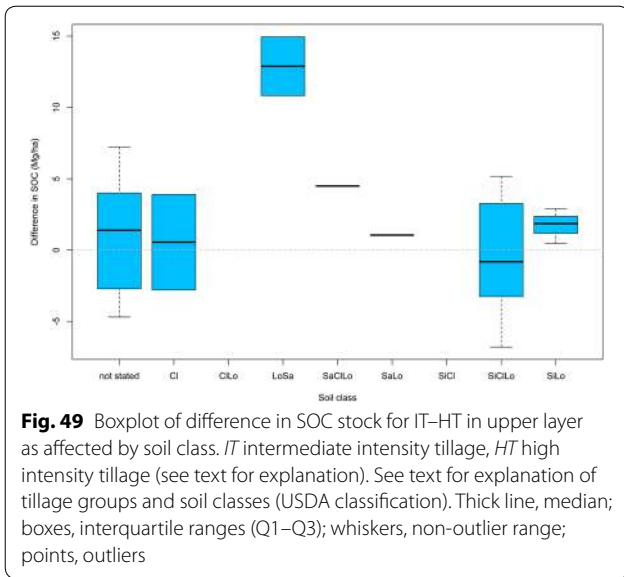 15
10
5
0
-5
Difference in SOC (Mg/ha)
not stated Cl ClLo LoSa SaClLo SaLo SiCl SiClLo SiLo
Soil class
Fig. 49 Boxplot of difference in SOC stock for IT–HT in upper layer
as affected by soil class. IT intermediate intensity tillage, HT high
intensity tillage (see text for explanation). See text for explanation of
tillage groups and soil classes (USDA classification). Thick line, median;
boxes, interquartile ranges (Q1–Q3); whiskers, non-outlier range;
points, outliers